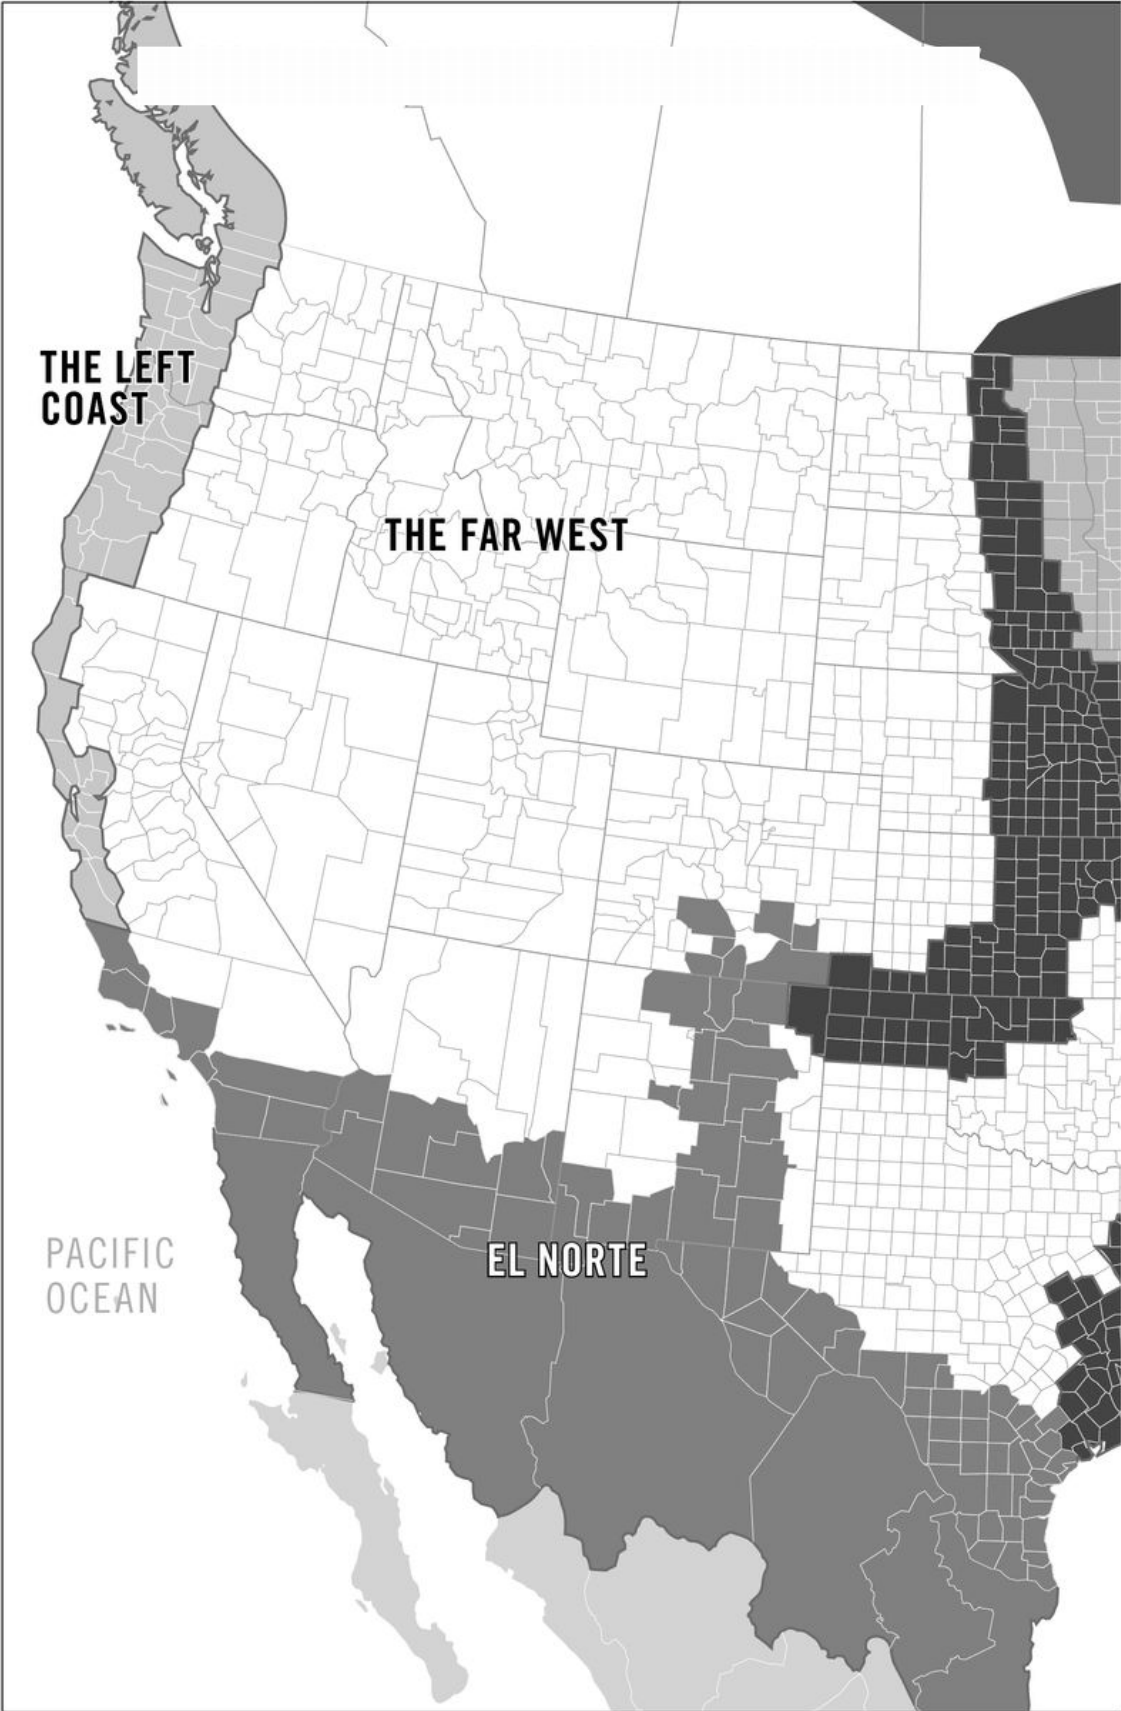 THE LEFT
COAST
THE FAR WEST
EL NORTE
PACIFIC
OCEAN